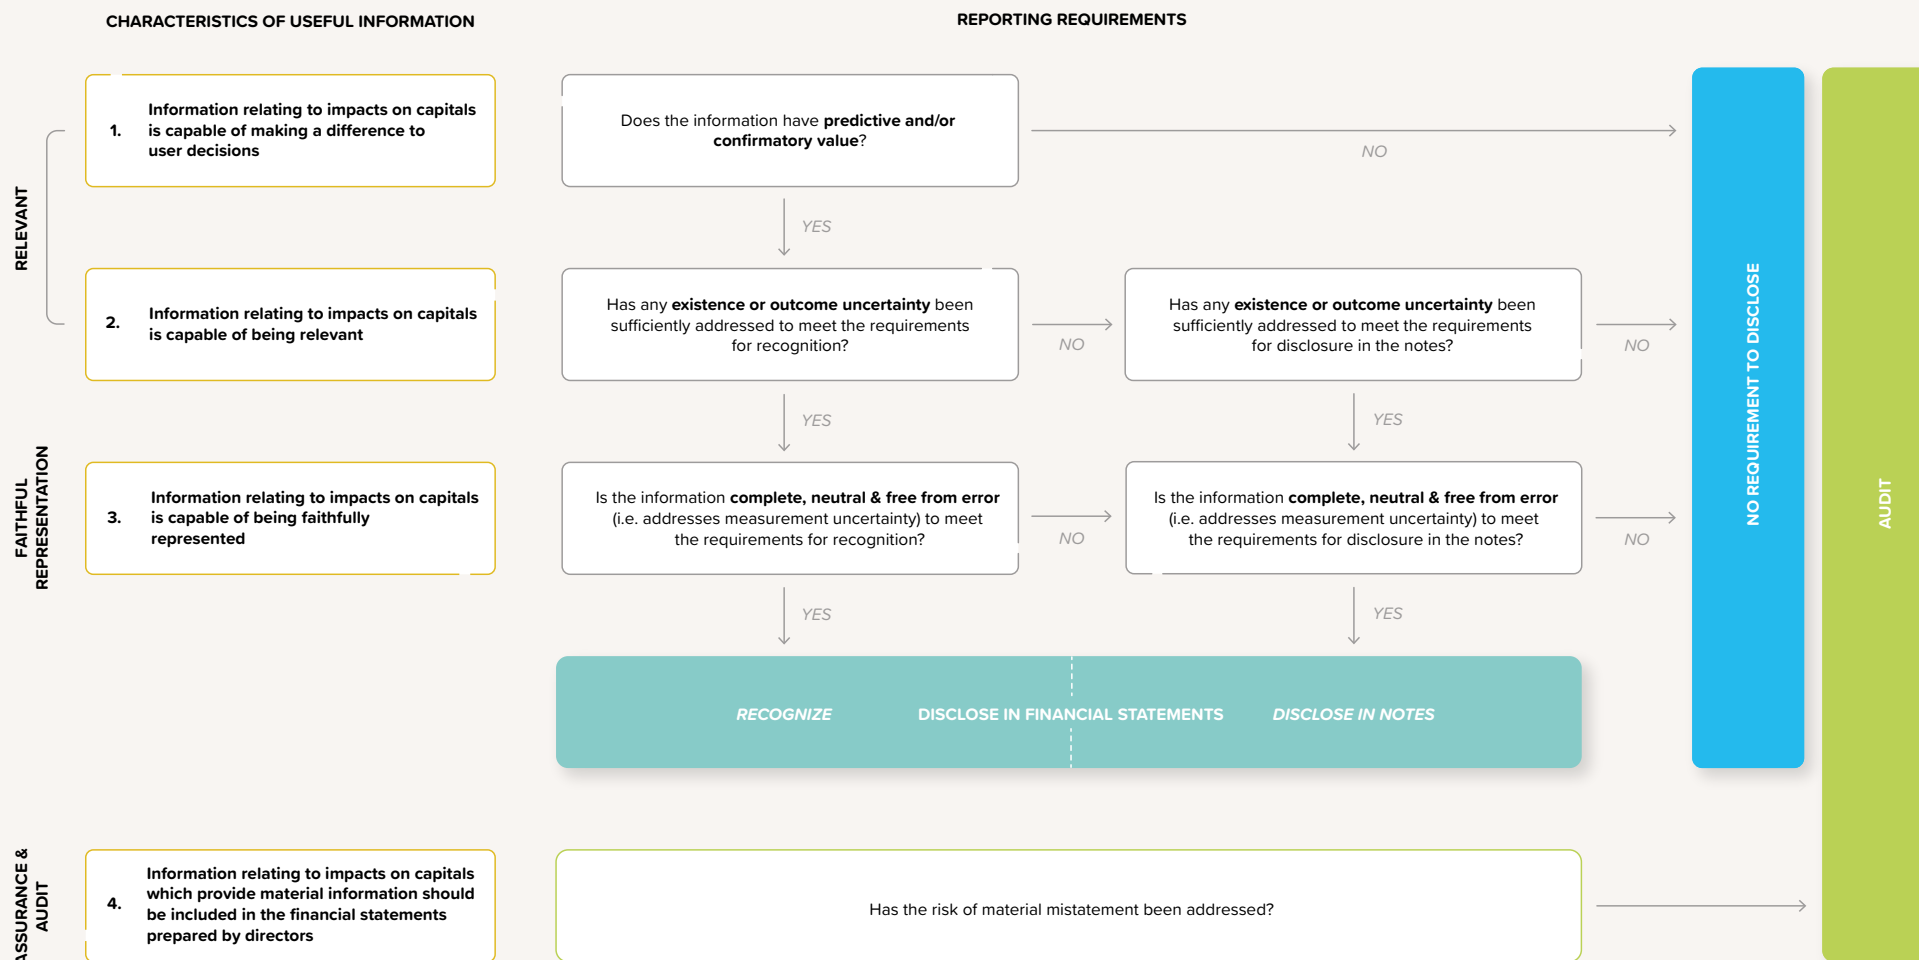 CHARACTERISTICS OF USEFUL INFORMATION
REPORTING REQUIREMENTS
RELEVANT
1.
Information relating to impacts on capitals
is capable of making a difference to
user decisions
Does the information have predictive and/or
confirmatory value?
NO
YES
2.
Information relating to impacts on capitals
is capable of being relevant
Has any existence or outcome uncertainty been
sufficiently addressed to meet the requirements
for recognition?
NO
Has any existence or outcome uncertainty been
sufficiently addressed to meet the requirements
for disclosure in the notes?
NO
YES
YES
FAITHFUL
REPRESENTATION
3.
Information relating to impacts on capitals
is capable of being faithfully
represented
Is the information complete, neutral & free from error
(i.e. addresses measurement uncertainty) to meet
the requirements for recognition?
NO
Is the information complete, neutral & free from error
(i.e. addresses measurement uncertainty) to meet
the requirements for disclosure in the notes?
NO
YES
YES
RECOGNIZE
DISCLOSE IN FINANCIAL STATEMENTS
DISCLOSE IN NOTES
NO REQUIREMENT TO DISCLOSE
AUDIT
ASSURANCE &
AUDIT
4.
Information relating to impacts on capitals
which provide material information should
be included in the financial statements
prepared by directors
Has the risk of material mistatement been addressed?